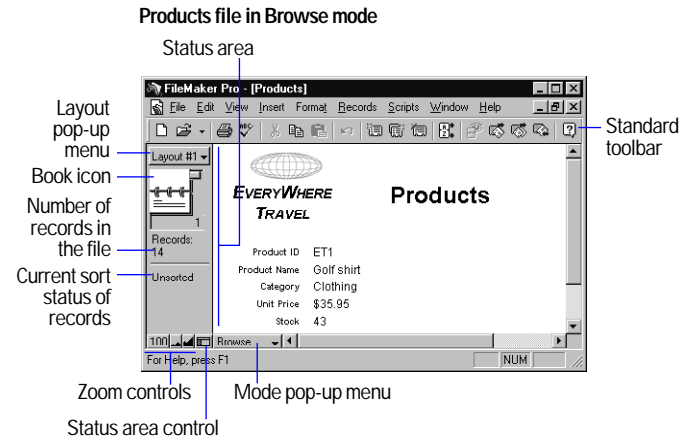 Products file in Browse mode
Status area
FileMaker Pro - [Products]
File Edit View Insert Format Records Scripts Window Help
Layout pop-up menu
Standard toolbar
ABC
Layout #1
Book icon
1
EVERYWHERE TRAVEL
Products
Number of records in the file
Records:
14
Current sort status of records
Unsorted
Product ID ET1
Product Name Golf shirt
Category Clothing
Unit Price $35.95
Stock 43
100 Browse
For Help, press F1
NUM
Zoom controls
Mode pop-up menu
Status area control